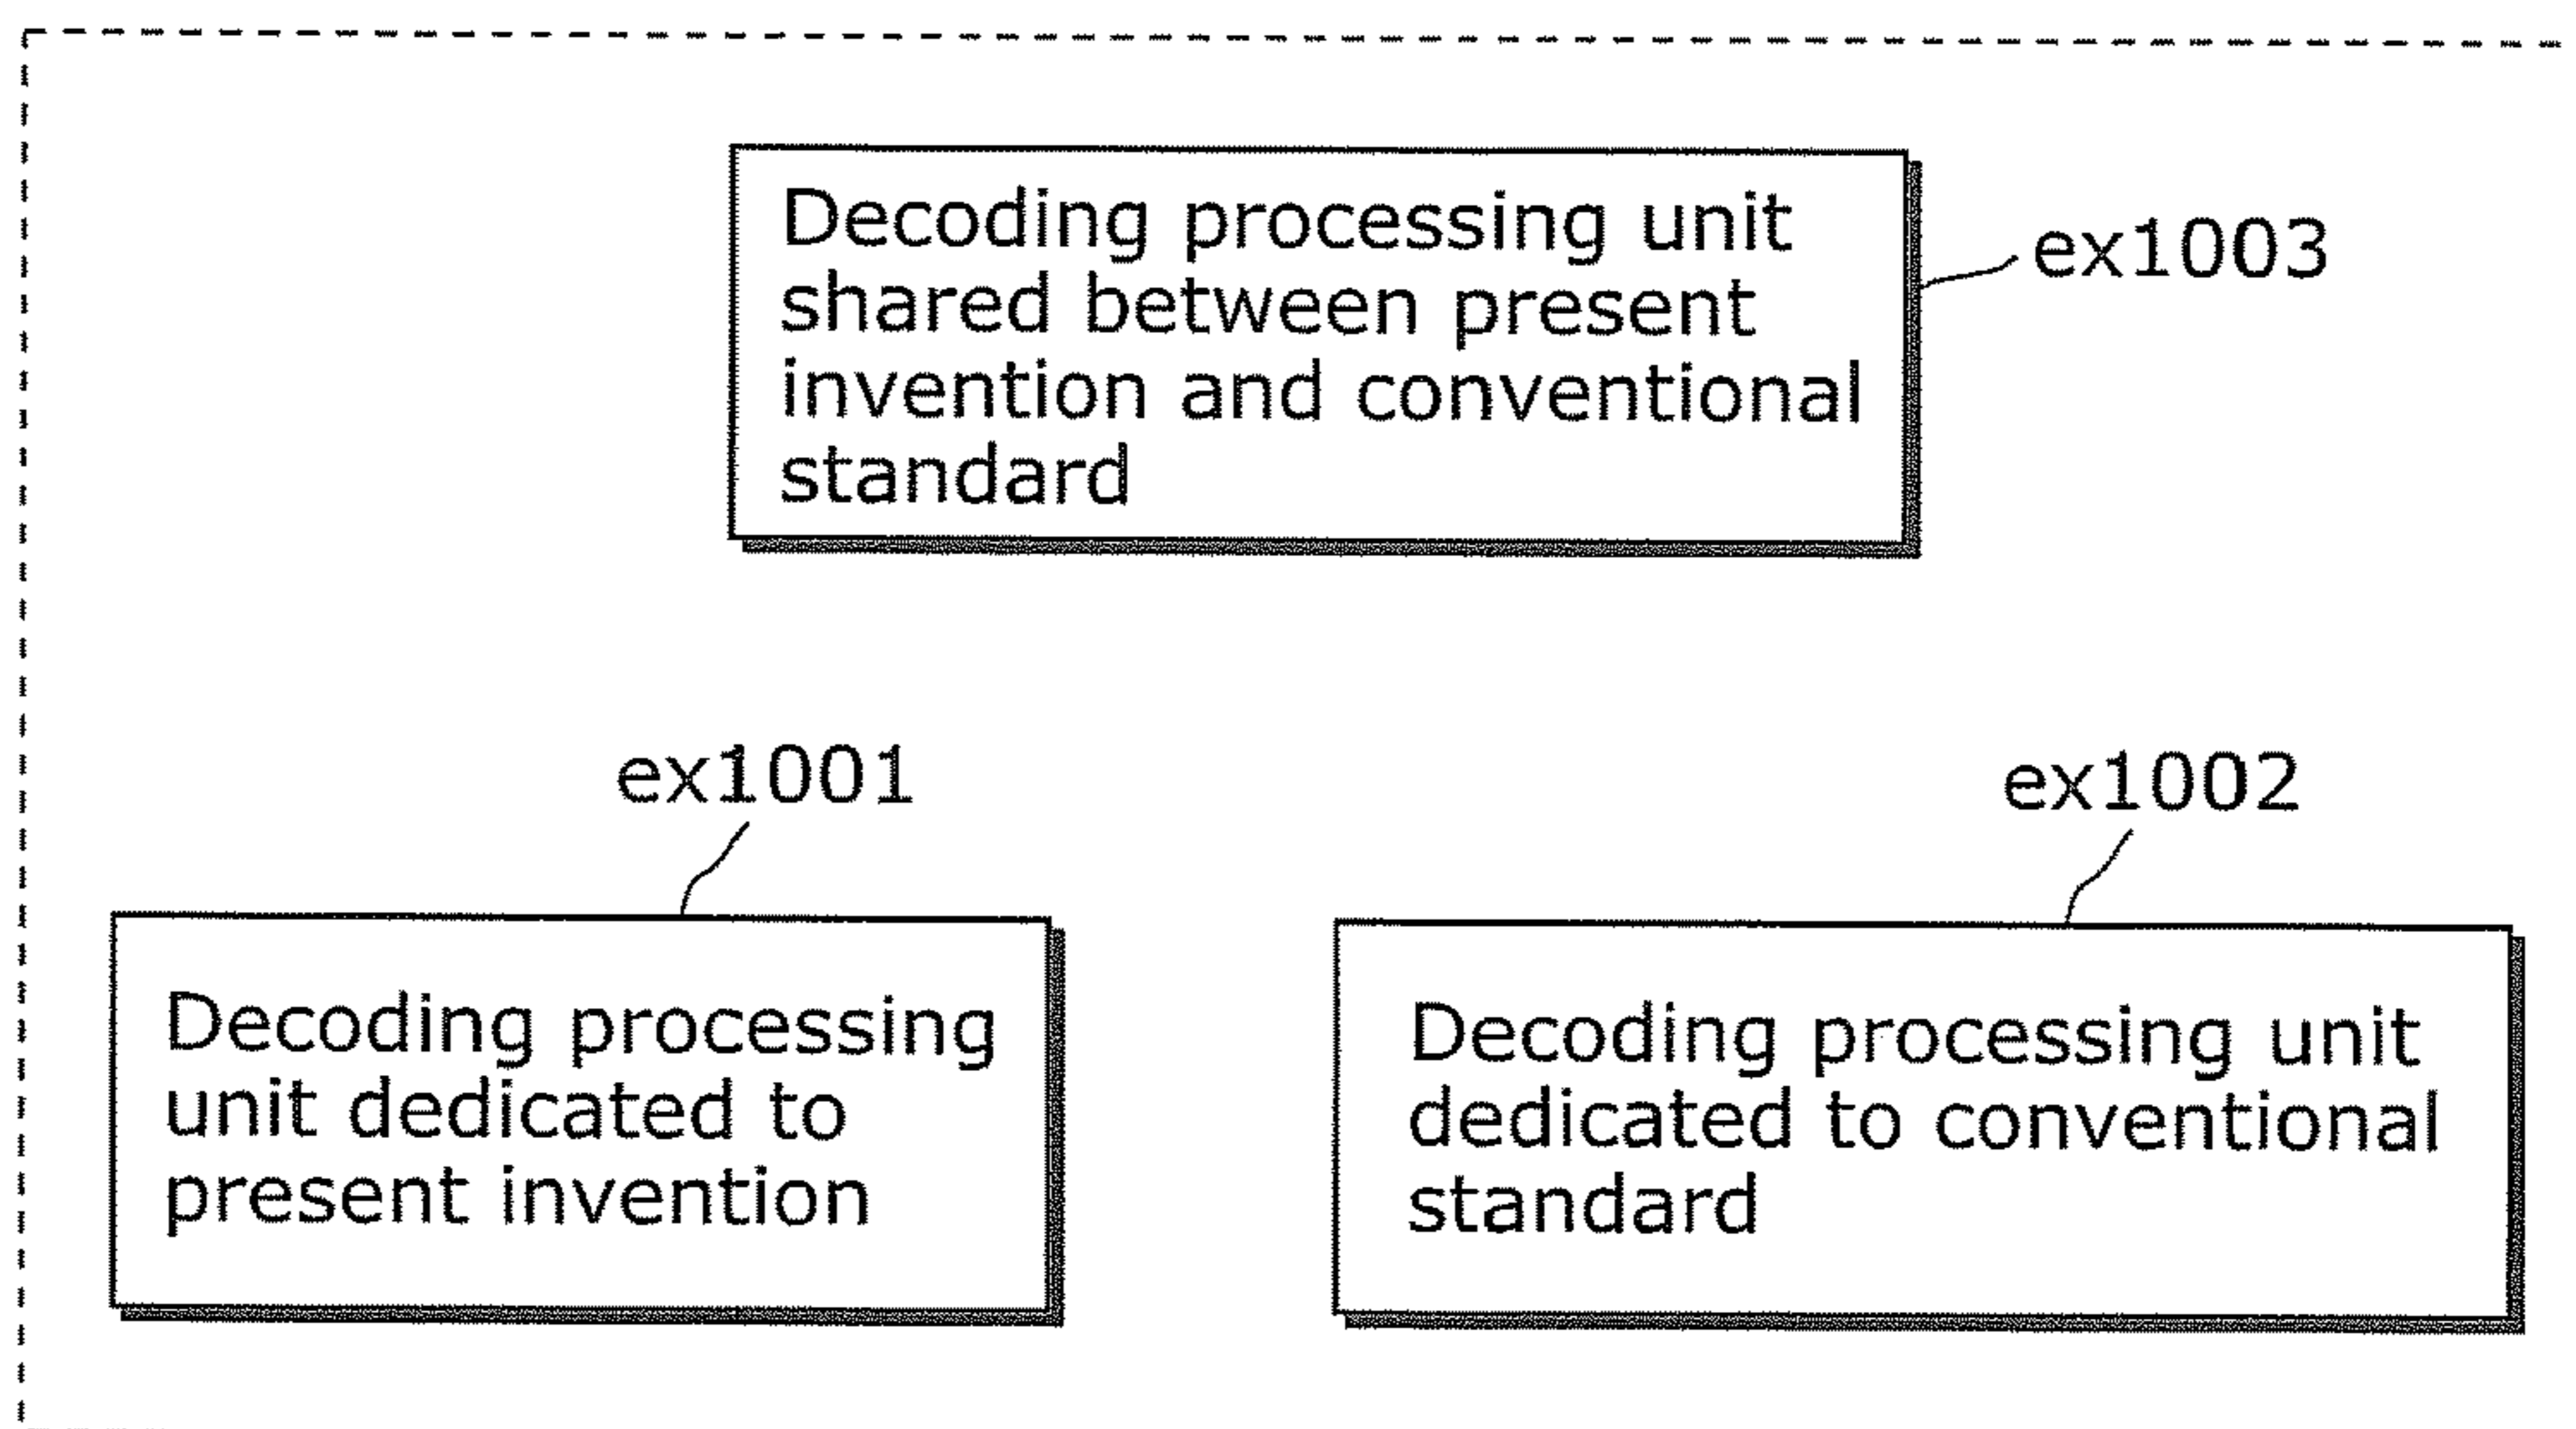 Decoding processing unit
shared between present
invention and conventional
standard
ex1003
ex1001
ex1002
Decoding processing
unit dedicated to
present invention
Decoding processing unit
dedicated to conventional
standard